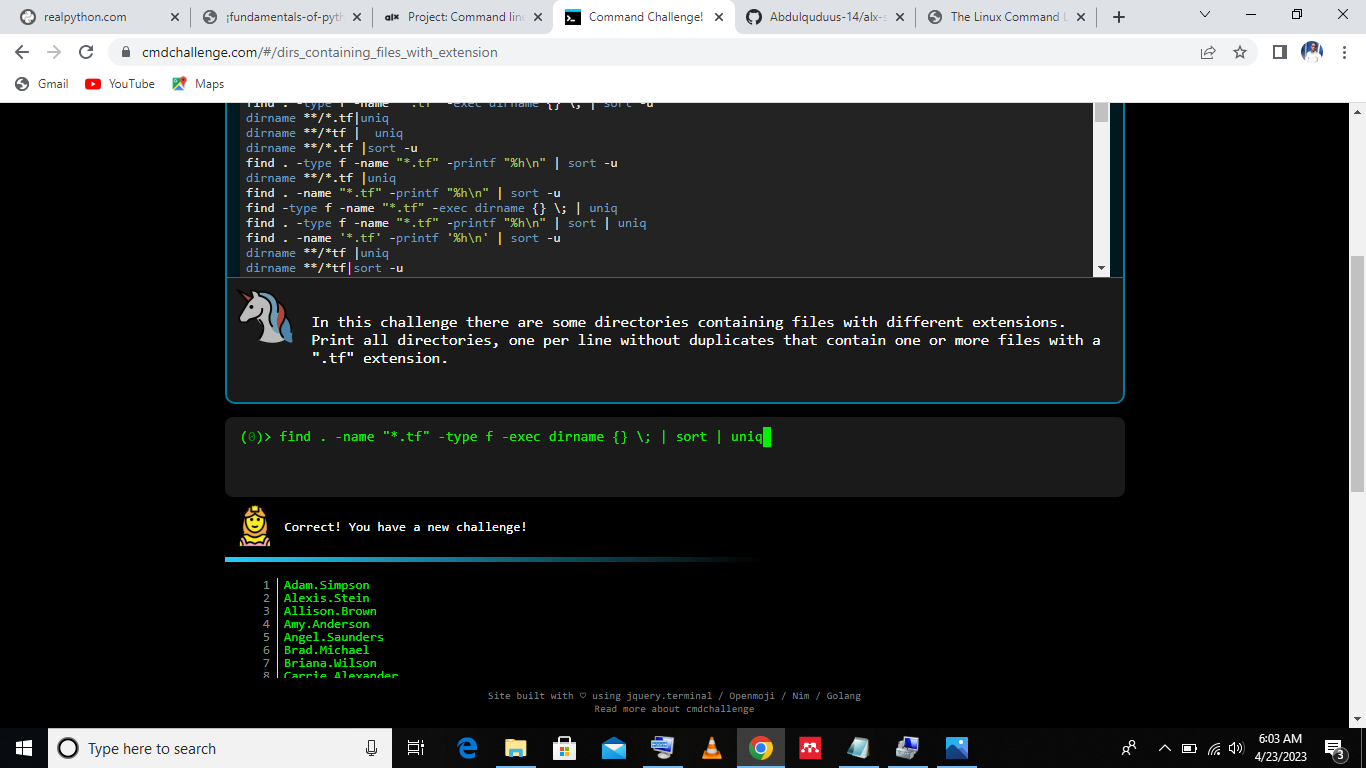 realpython.com
¡fundamentals-of-pyth
alx Project: Command line
Command Challenge!
Abdulquduus-14/alx-s
The Linux Command L
cmdchallenge.com/#/dirs_containing_files_with_extension
Gmail
YouTube
Maps
find . -type f -name "*.tf" -exec dirname {} \; | sort -u
dirname **/*.tf|uniq
dirname **/*tf |  uniq
dirname **/*.tf |sort -u
find . -type f -name "*.tf" -printf "%h\n" | sort -u
dirname **/*.tf |uniq
find . -name "*.tf" -printf "%h\n" | sort -u
find -type f -name "*.tf" -exec dirname {} \; | uniq
find .  -type f -name "*.tf" -printf "%h\n" | sort | uniq
find . -name '*.tf' -printf '%h\n' | sort -u
dirname **/*tf |uniq
dirname **/*tf|sort -u
In this challenge there are some directories containing files with different extensions.
Print all directories, one per line without duplicates that contain one or more files with a
".tf" extension.
(0)> find . -name "*.tf" -type f -exec dirname {} \; | sort | uniq
Correct! You have a new challenge!
1 Adam.Simpson
2 Alexis.Stein
3 Allison.Brown
4 Amy.Anderson
5 Angel.Saunders
6 Brad.Michael
7 Briana.Wilson
8 Carrie.Alexander
Site built with ♡ using jquery.terminal / Openmoji / Nim / Golang
Read more about cmdchallenge
Type here to search
6:03 AM
4/23/2023
3